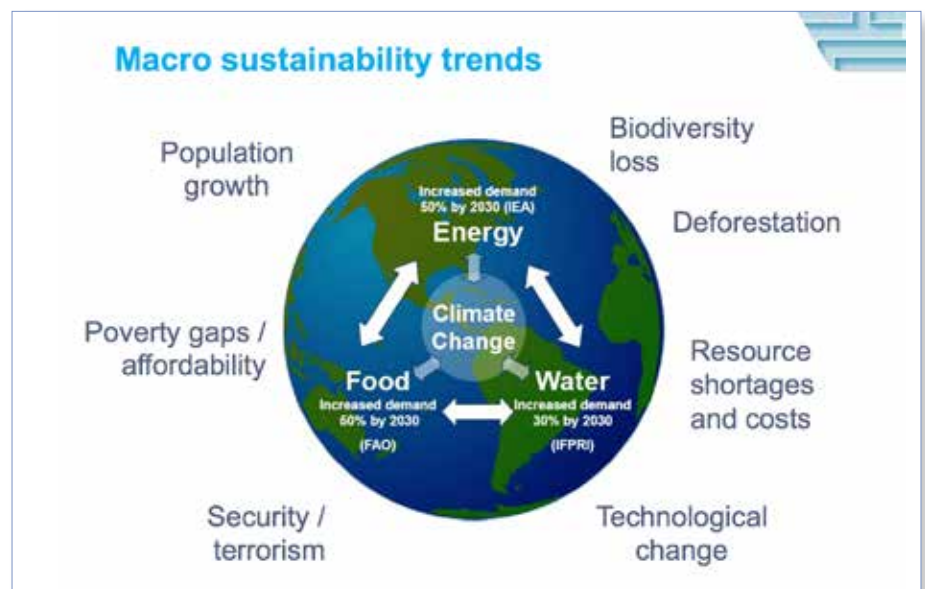 Macro sustainability trends
Population
growth
Biodiversity
loss
Deforestation
Increased demand
50% by 2030 (IEA)
Energy
Climate
Change
Poverty gaps /
affordability
Food
Increased demand
50% by 2030
(FAO)
Water
Increased demand
30% by 2030
(IFPRI)
Resource
shortages
and costs
Security /
terrorism
Technological
change